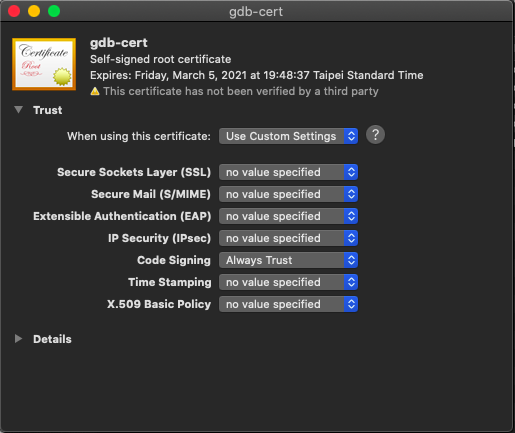 gdb-cert
Certificate
Root
gdb-cert
Self-signed root certificate
Expires: Friday, March 5, 2021 at 19:48:37 Taipei Standard Time
This certificate has not been verified by a third party
Trust
When using this certificate: Use Custom Settings ?
Secure Sockets Layer (SSL) no value specified
Secure Mail (S/MIME) no value specified
Extensible Authentication (EAP) no value specified
IP Security (IPsec) no value specified
Code Signing Always Trust
Time Stamping no value specified
X.509 Basic Policy no value specified
Details